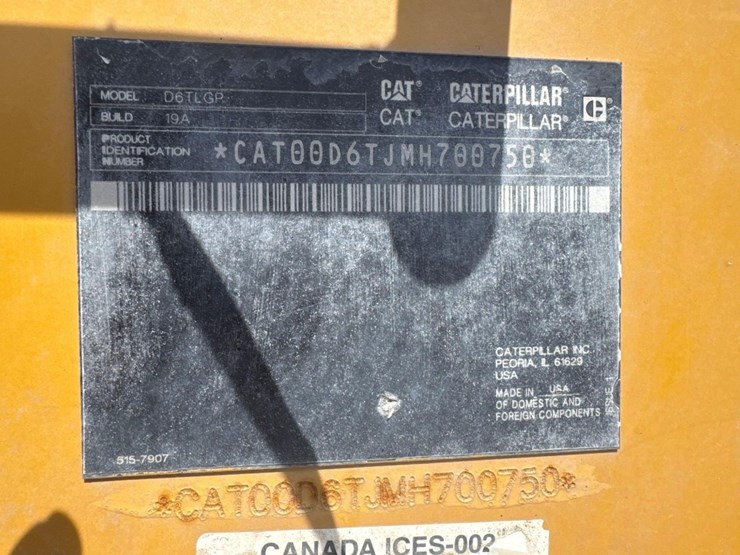 MODEL D6TLGP
BUILD 19A
CAT® CATERPILLAR®
CAT® CATERPILLAR®
PRODUCT
IDENTIFICATION
NUMBER
*CAT00D6TJMH700750*
CATERPILLAR INC.
PEORIA, IL 61629
USA
MADE IN USA
OF DOMESTIC AND
FOREIGN COMPONENTS
515-7907
*CAT00D6TJMH700750*
CANADA ICES-002